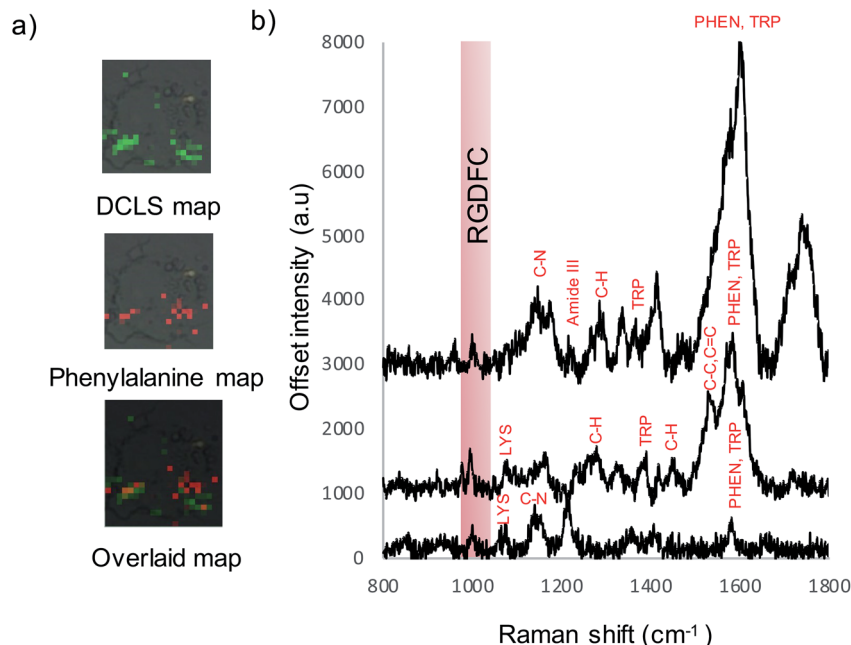 a)
DCLS map
Phenylalanine map
Overlaid map
b)
PHEN, TRP
8000
7000
6000
5000
4000
3000
2000
1000
0
Offset intensity (a.u)
RGDFC
C-N
Amide III
C-H
TRP
PHEN, TRP
C-C,C=C
LYS
C-H
TRP
C-H
LYS
C-N
PHEN, TRP
800
1000
1200
1400
1600
1800
Raman shift (cm⁻¹)